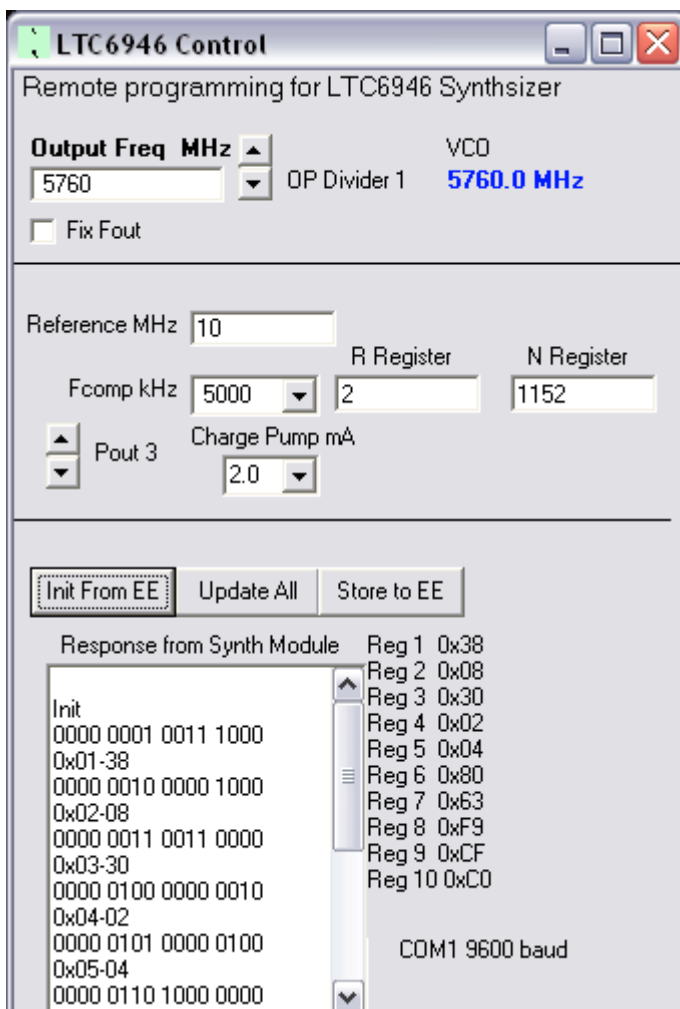 LTC6946 Control
Remote programming for LTC6946 Synthsizer
Output Freq MHz
VCO
5760
OP Divider 1
5760.0 MHz
Fix Fout
Reference MHz
10
R Register
N Register
Fcomp kHz
5000
2
1152
Pout 3
Charge Pump mA
2.0
Init From EE
Update All
Store to EE
Response from Synth Module
Init
0000 0001 0011 1000
0x01-38
0000 0010 0000 1000
0x02-08
0000 0011 0011 0000
0x03-30
0000 0100 0000 0010
0x04-02
0000 0101 0000 0100
0x05-04
0000 0110 1000 0000
Reg 1 0x38
Reg 2 0x08
Reg 3 0x30
Reg 4 0x02
Reg 5 0x04
Reg 6 0x80
Reg 7 0x63
Reg 8 0xF9
Reg 9 0xCF
Reg 10 0xC0
COM1 9600 baud